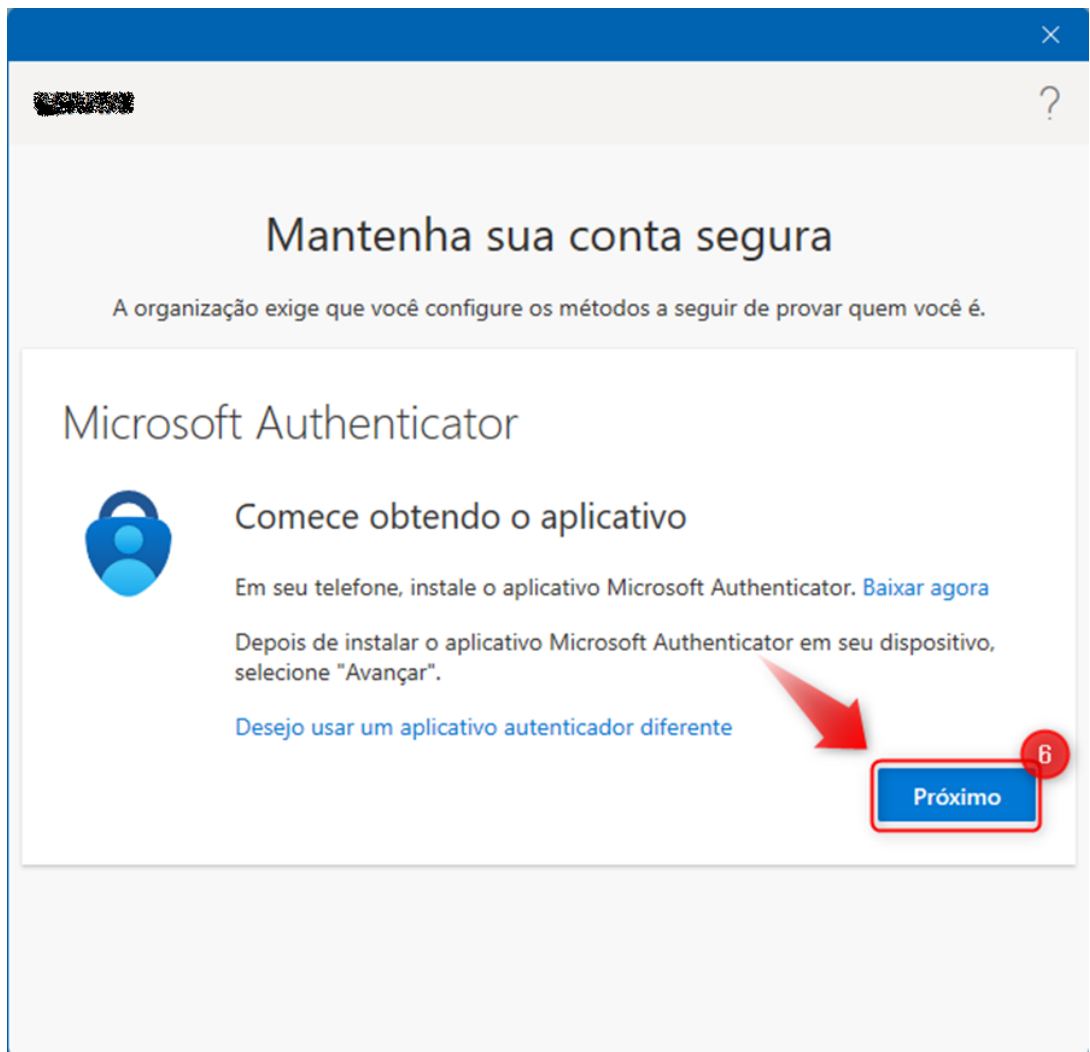 ?
Mantenha sua conta segura
A organização exige que você configure os métodos a seguir de provar quem você é.
Microsoft Authenticator
Comece obtendo o aplicativo
Em seu telefone, instale o aplicativo Microsoft Authenticator. Baixar agora
Depois de instalar o aplicativo Microsoft Authenticator em seu dispositivo,
selecione "Avançar".
Desejo usar um aplicativo autenticador diferente
6
Próximo